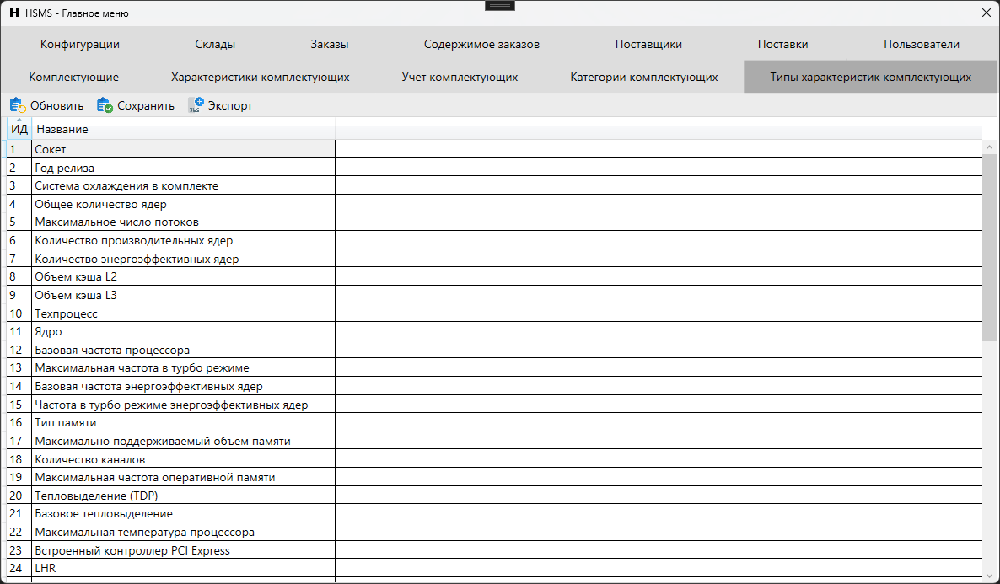 HSMS - Главное меню
Конфигурации Склады Заказы Содержимое заказов Поставщики Поставки Пользователи
Комплектующие Характеристики комплектующих Учет комплектующих Категории комплектующих Типы характеристик комплектующих
Обновить Сохранить Экспорт
ИД Название
1 Сокет
2 Год релиза
3 Система охлаждения в комплекте
4 Общее количество ядер
5 Максимальное число потоков
6 Количество производительных ядер
7 Количество энергоэффективных ядер
8 Объем кэша L2
9 Объем кэша L3
10 Техпроцесс
11 Ядро
12 Базовая частота процессора
13 Максимальная частота в турбо режиме
14 Базовая частота энергоэффективных ядер
15 Частота в турбо режиме энергоэффективных ядер
16 Тип памяти
17 Максимально поддерживаемый объем памяти
18 Количество каналов
19 Максимальная частота оперативной памяти
20 Тепловыделение (TDP)
21 Базовое тепловыделение
22 Максимальная температура процессора
23 Встроенный контроллер PCI Express
24 LHR